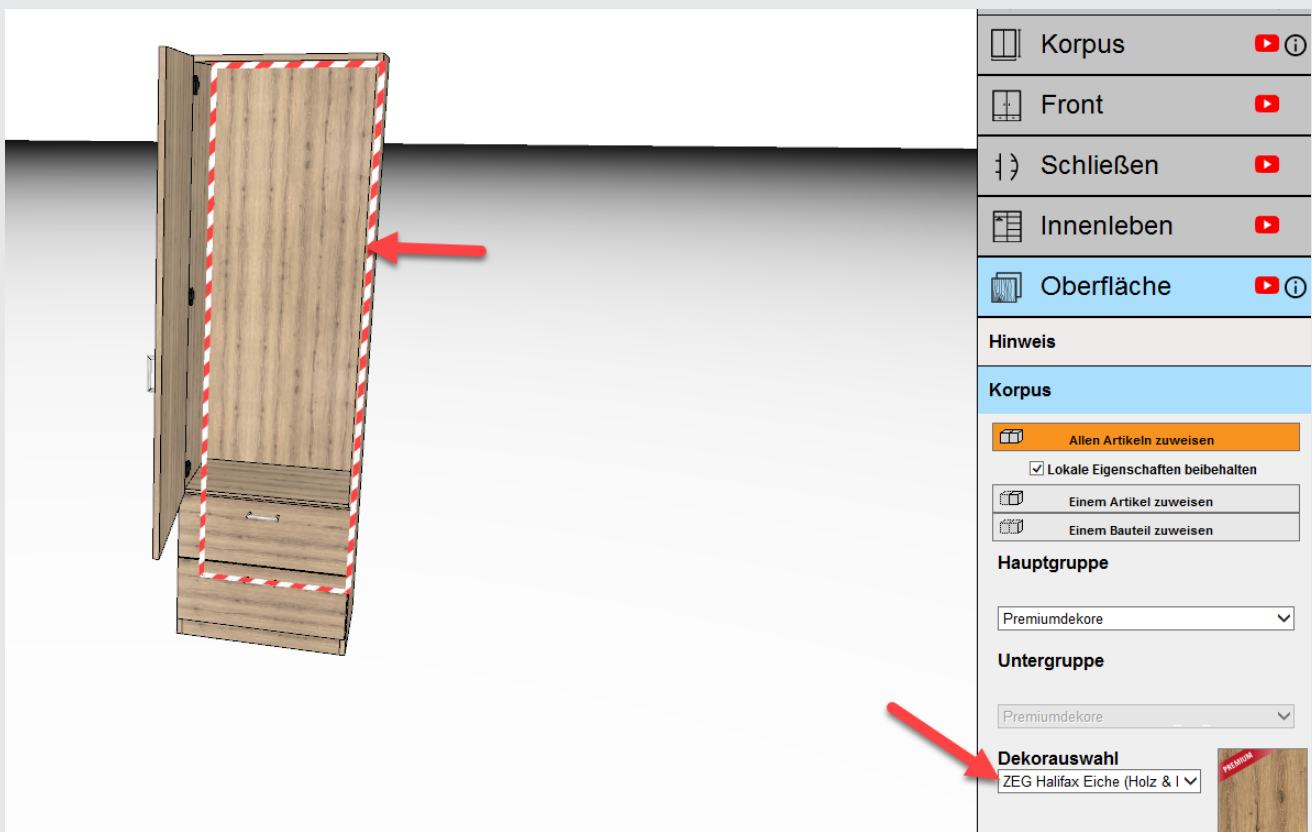 Korpus
Front
Schließen
Innenleben
Oberfläche
Hinweis
Korpus
Allen Artikeln zuweisen
Lokale Eigenschaften beibehalten
Einem Artikel zuweisen
Einem Bauteil zuweisen
Hauptgruppe
Premiumdekore
Untergruppe
Premiumdekore
Dekorauswahl
ZEG Halifax Eiche (Holz &
PREMIUM